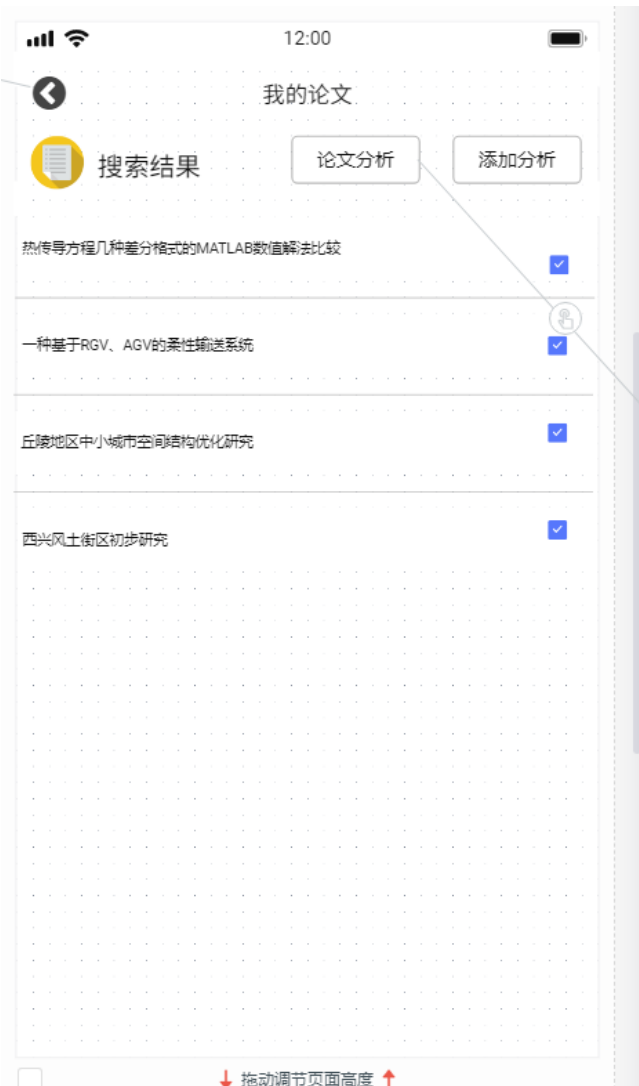 12:00
我的论文
搜索结果
论文分析
添加分析
热传导方程几种差分格式的MATLAB数值解法比较
一种基于RGV、AGV的柔性输送系统
丘陵地区中小城市空间结构优化研究
西兴风土街区初步研究
拖动调节页面高度